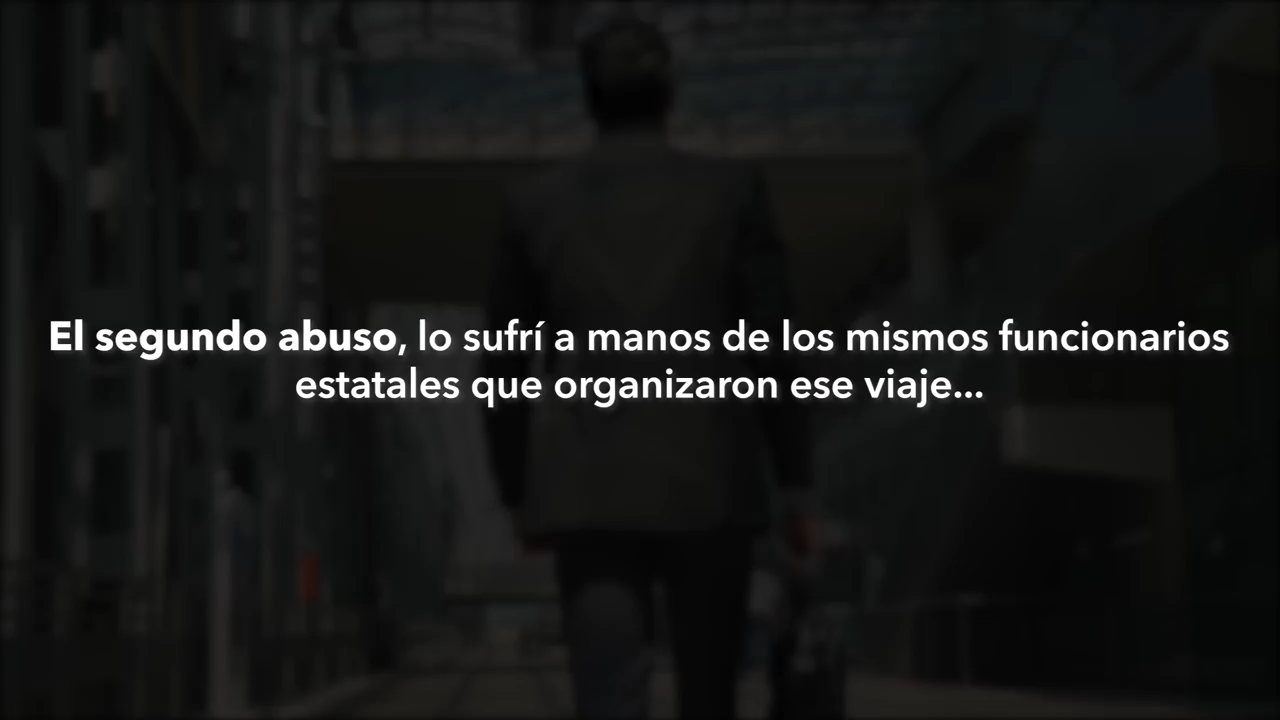 El segundo abuso, lo sufrí a manos de los mismos funcionarios
estatales que organizaron ese viaje...